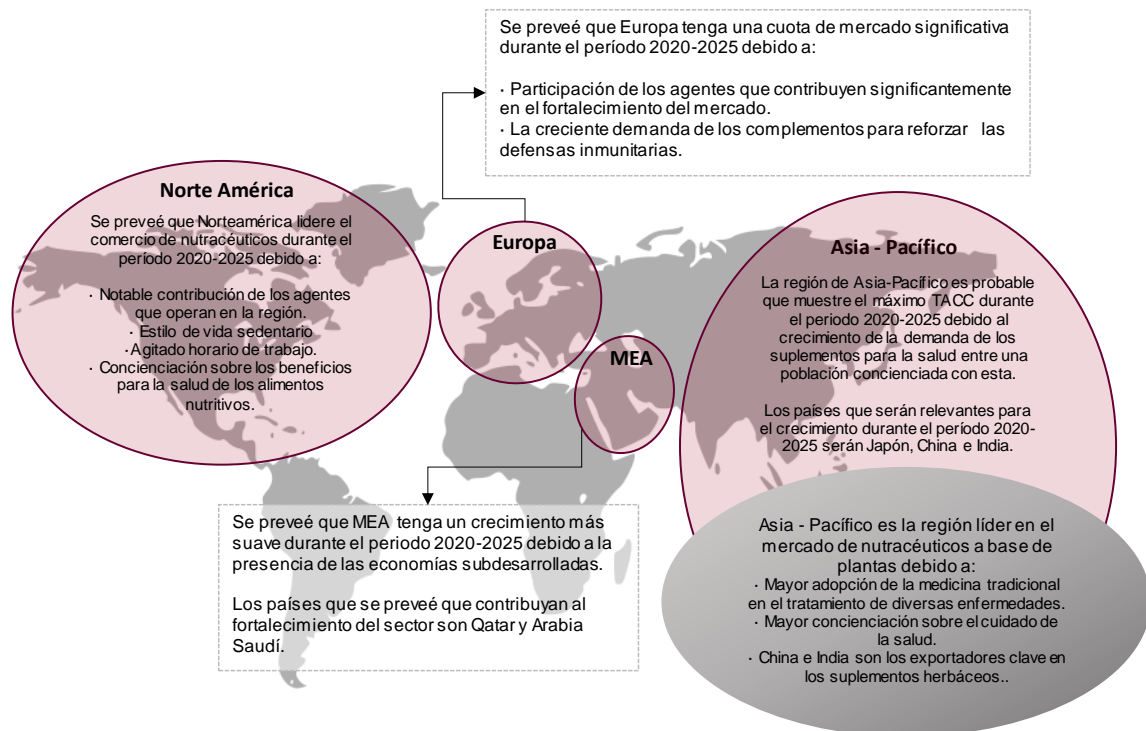 Se preveé que Europa tenga una cuota de mercado significativa
durante el período 2020-2025 debido a:
· Participación de los agentes que contribuyen significantemente
en el fortalecimiento del mercado.
· La creciente demanda de los complementos para reforzar las
defensas inmunitarias.
Norte América
Se preveé que Norteamérica lidere el
comercio de nutracéuticos durante el
período 2020-2025 debido a:
· Notable contribución de los agentes
que operan en la región.
· Estilo de vida sedentario
· Agitado horario de trabajo.
· Concienciación sobre los beneficios
para la salud de los alimentos
nutritivos.
Europa
MEA
Asia - Pacífico
La región de Asia-Pacífico es probable
que muestre el máximo TACC durante
el periodo 2020-2025 debido al
crecimiento de la demanda de los
suplementos para la salud entre una
población concienciada con esta.
Los países que serán relevantes para
el crecimiento durante el período 2020-
2025 serán Japón, China e India.
Se preveé que MEA tenga un crecimiento más
suave durante el periodo 2020-2025 debido a la
presencia de las economías subdesarrolladas.
Los países que se preveé que contribuyan al
fortalecimiento del sector son Qatar y Arabia
Saudí.
Asia - Pacífico es la región líder en el
mercado de nutracéuticos a base de
plantas debido a:
· Mayor adopción de la medicina tradicional
en el tratamiento de diversas enfermedades.
· Mayor concienciación sobre el cuidado de
la salud.
· China e India son los exportadores clave en
los suplementos herbáceos..